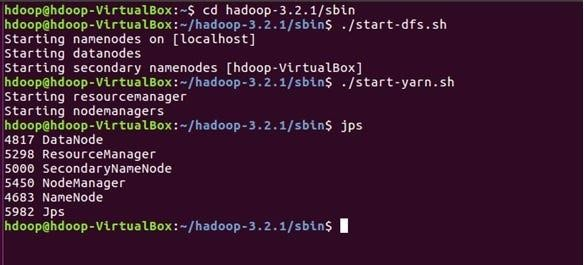 hdoop@hdoop-VirtualBox:~$ cd hadoop-3.2.1/sbin
hdoop@hdoop-VirtualBox:~/hadoop-3.2.1/sbin$ ./start-dfs.sh
Starting namenodes on [localhost]
Starting datanodes
Starting secondary namenodes [hdoop-VirtualBox]
hdoop@hdoop-VirtualBox:~/hadoop-3.2.1/sbin$ ./start-yarn.sh
Starting resourcemanager
Starting nodemanagers
hdoop@hdoop-VirtualBox:~/hadoop-3.2.1/sbin$ jps
4817 DataNode
5298 ResourceManager
5000 SecondaryNameNode
5450 NodeManager
4683 NameNode
5982 Jps
hdoop@hdoop-VirtualBox:~/hadoop-3.2.1/sbin$